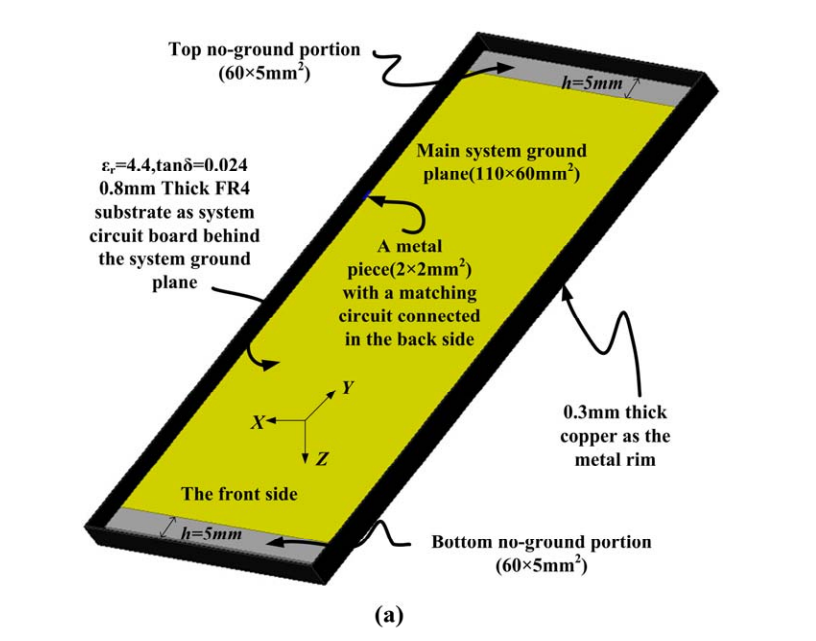 Top no-ground portion
(60×5mm²)
h=5mm
Main system ground
plane(110×60mm²)
εᵣ=4.4,tanδ=0.024
0.8mm Thick FR4
substrate as system
circuit board behind
the system ground
plane
A metal
piece(2×2mm²)
with a matching
circuit connected
in the back side
Y
X
Z
0.3mm thick
copper as the
metal rim
The front side
h=5mm
Bottom no-ground portion
(60×5mm²)
(a)